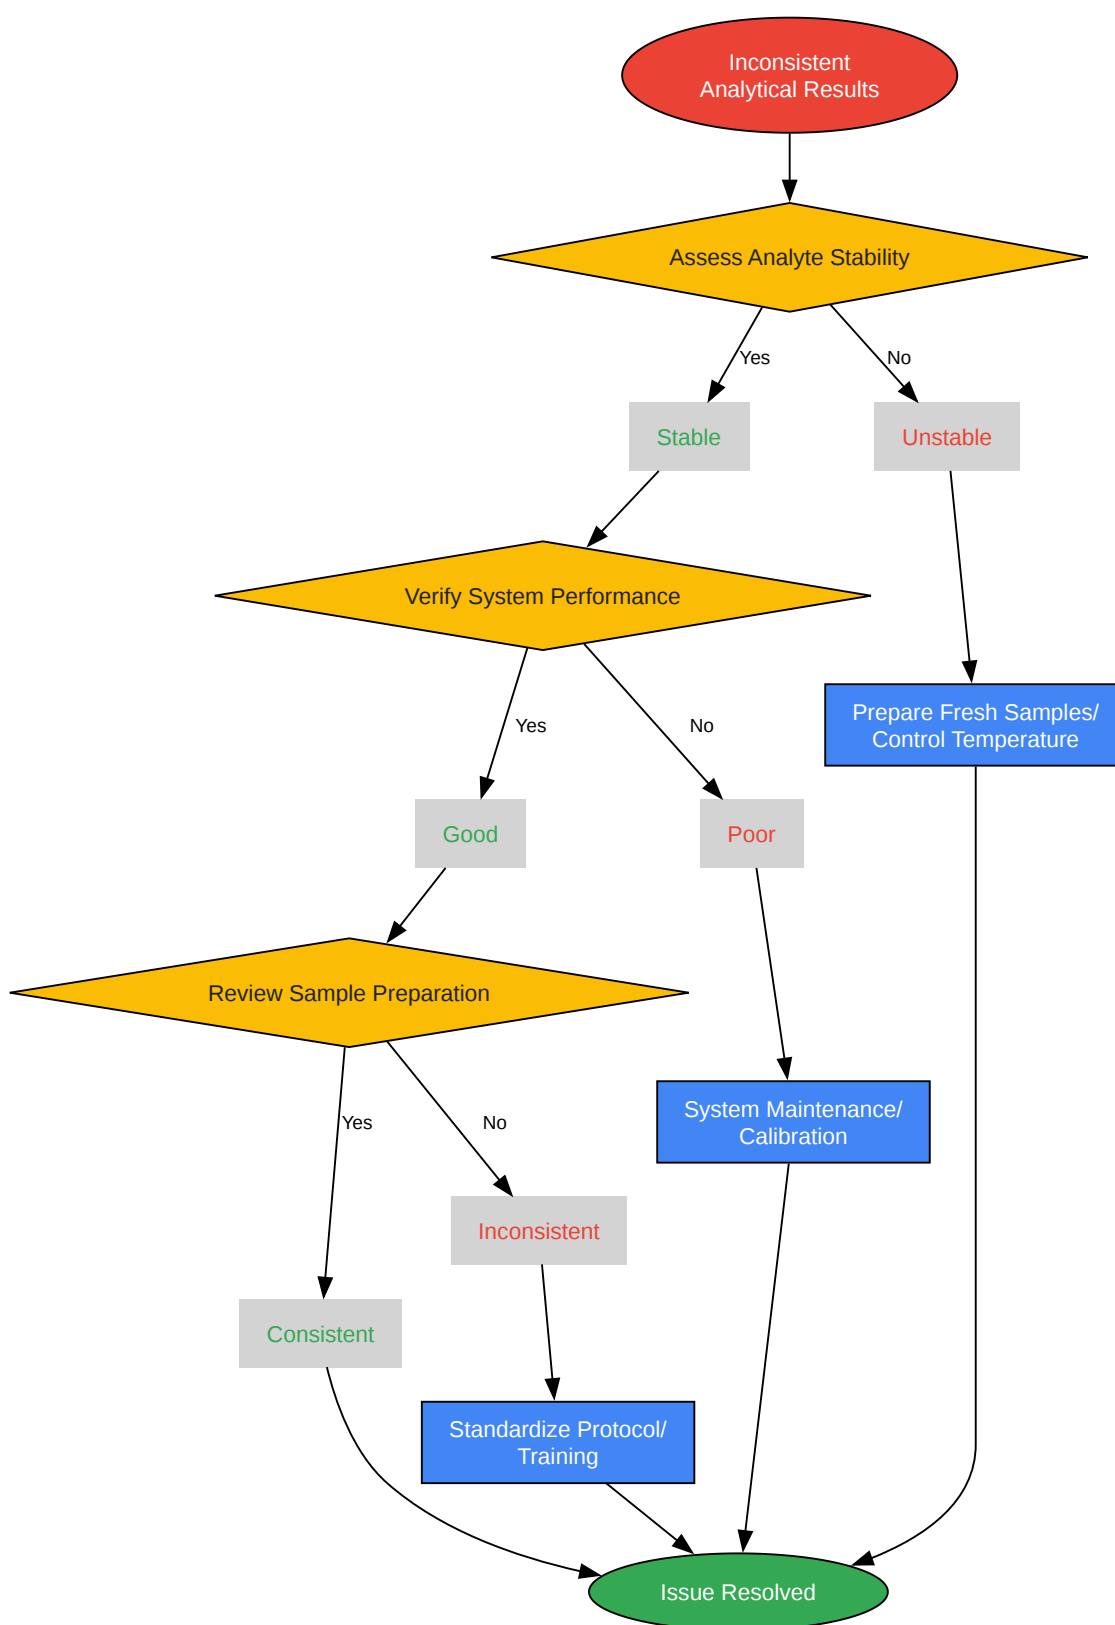 Inconsistent
Analytical Results
Assess Analyte Stability
Yes
No
Stable
Unstable
Verify System Performance
Yes
No
Prepare Fresh Samples/
Control Temperature
Good
Poor
Review Sample Preparation
Yes
No
System Maintenance/
Calibration
Inconsistent
Consistent
Standardize Protocol/
Training
Issue Resolved